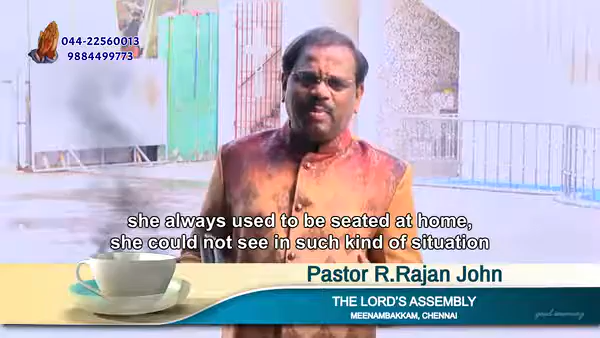 044-22560013
9884499773
she always used to be seated at home,
she could not see in such kind of situation
Pastor R.Rajan John
THE LORD'S ASSEMBLY
MEENAMBAKKAM, CHENNAI
good morning